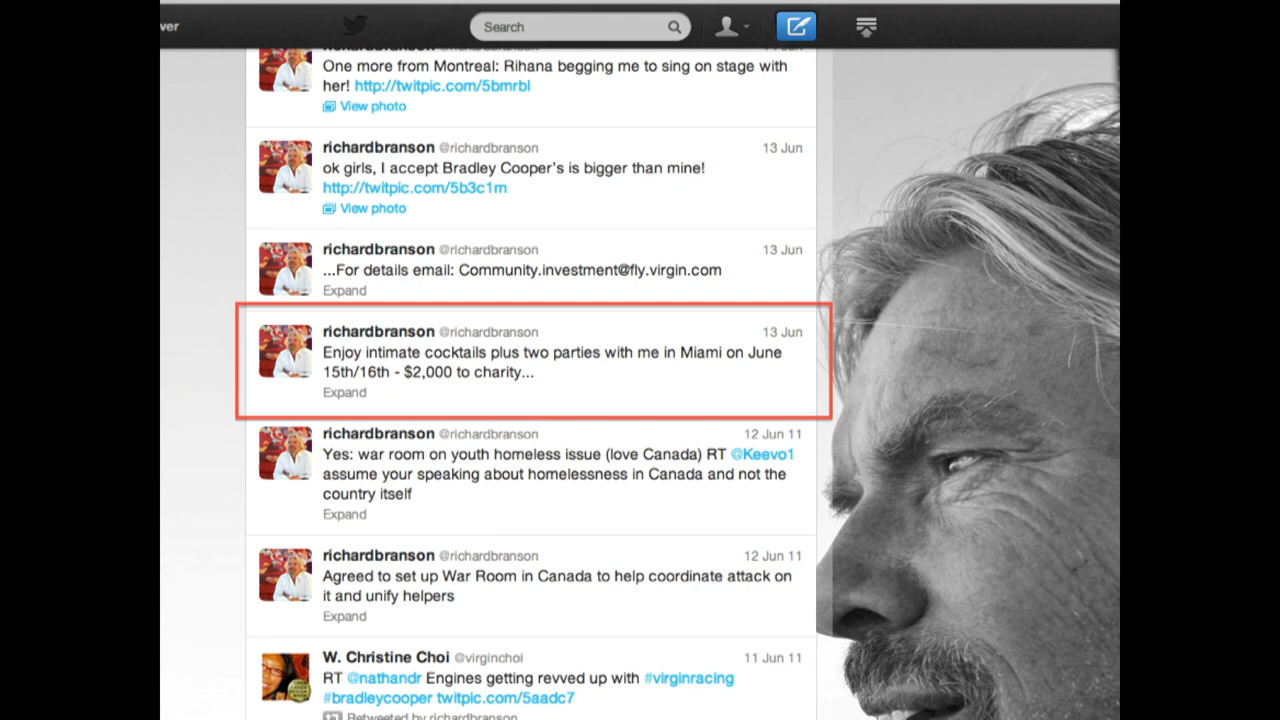 ver
Search
richardbranson @richardbranson
One more from Montreal: Rihana begging me to sing on stage with
her! http://twitpic.com/5bmrbl
View photo
richardbranson @richardbranson 13 Jun
ok girls, I accept Bradley Cooper's is bigger than mine!
http://twitpic.com/5b3c1m
View photo
richardbranson @richardbranson 13 Jun
...For details email: Community.investment@fly.virgin.com
Expand
richardbranson @richardbranson 13 Jun
Enjoy intimate cocktails plus two parties with me in Miami on June
15th/16th - $2,000 to charity...
Expand
richardbranson @richardbranson 12 Jun 11
Yes: war room on youth homeless issue (love Canada) RT @Keevo1
assume your speaking about homelessness in Canada and not the
country itself
Expand
richardbranson @richardbranson 12 Jun 11
Agreed to set up War Room in Canada to help coordinate attack on
it and unify helpers
Expand
W. Christine Choi @virginchoi 11 Jun 11
RT @nathandr Engines getting revved up with #virginracing
#bradleycooper twitpic.com/5aadc7
Retweeted by richardbranson